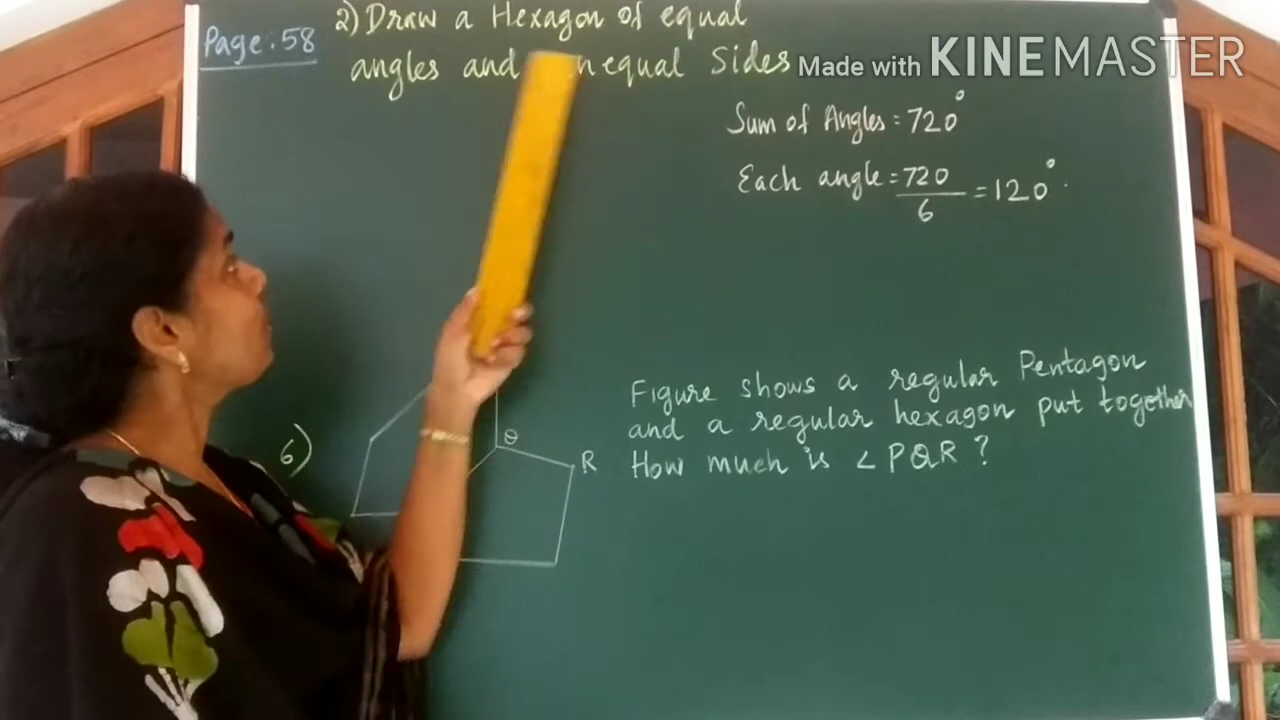 Page. 58
2) Draw a Hexagon of equal
angles and equal Sides
Made with KINEMASTER
Sum of Angles = 720°
Each angle = 720/6 = 120°.
6)
Q
R
Figure shows a regular Pentagon
and a regular hexagon put together
How much is ∠PQR ?